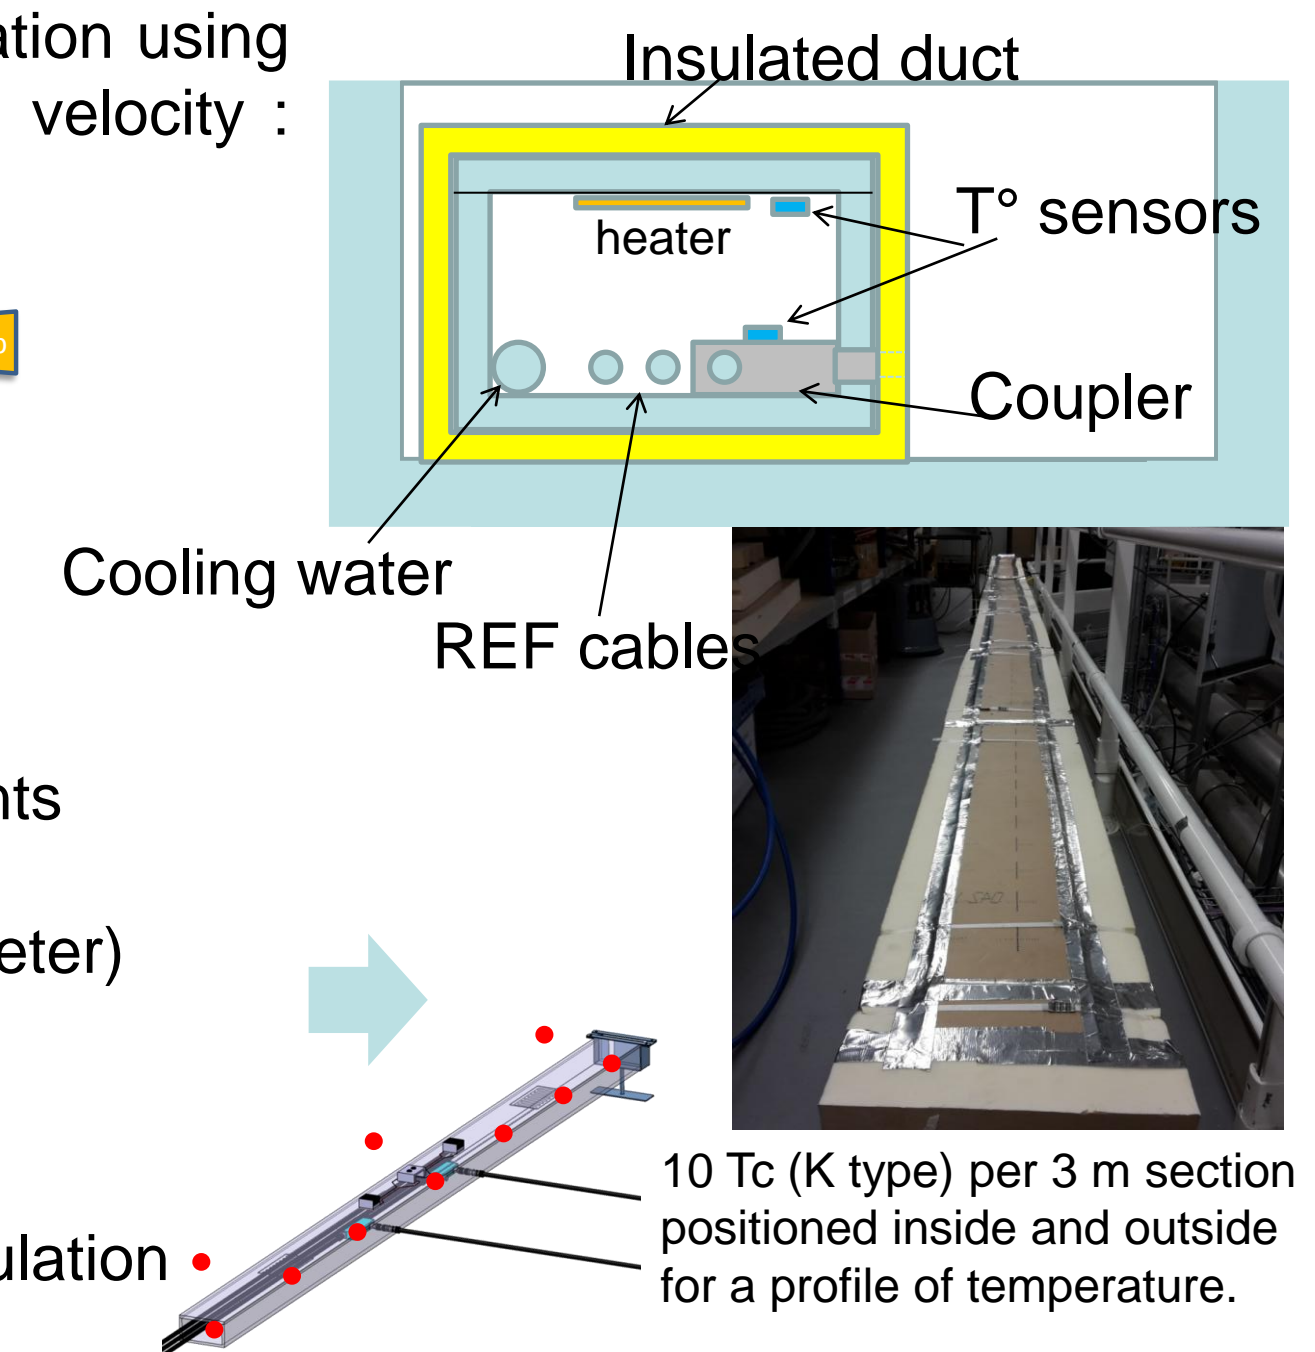 ation using
velocity :
Insulated duct
T° sensors
heater
Coupler
Cooling water
REF cables
nts
eter)
ulation
10 Tc (K type) per 3 m section
positioned inside and outside
for a profile of temperature.